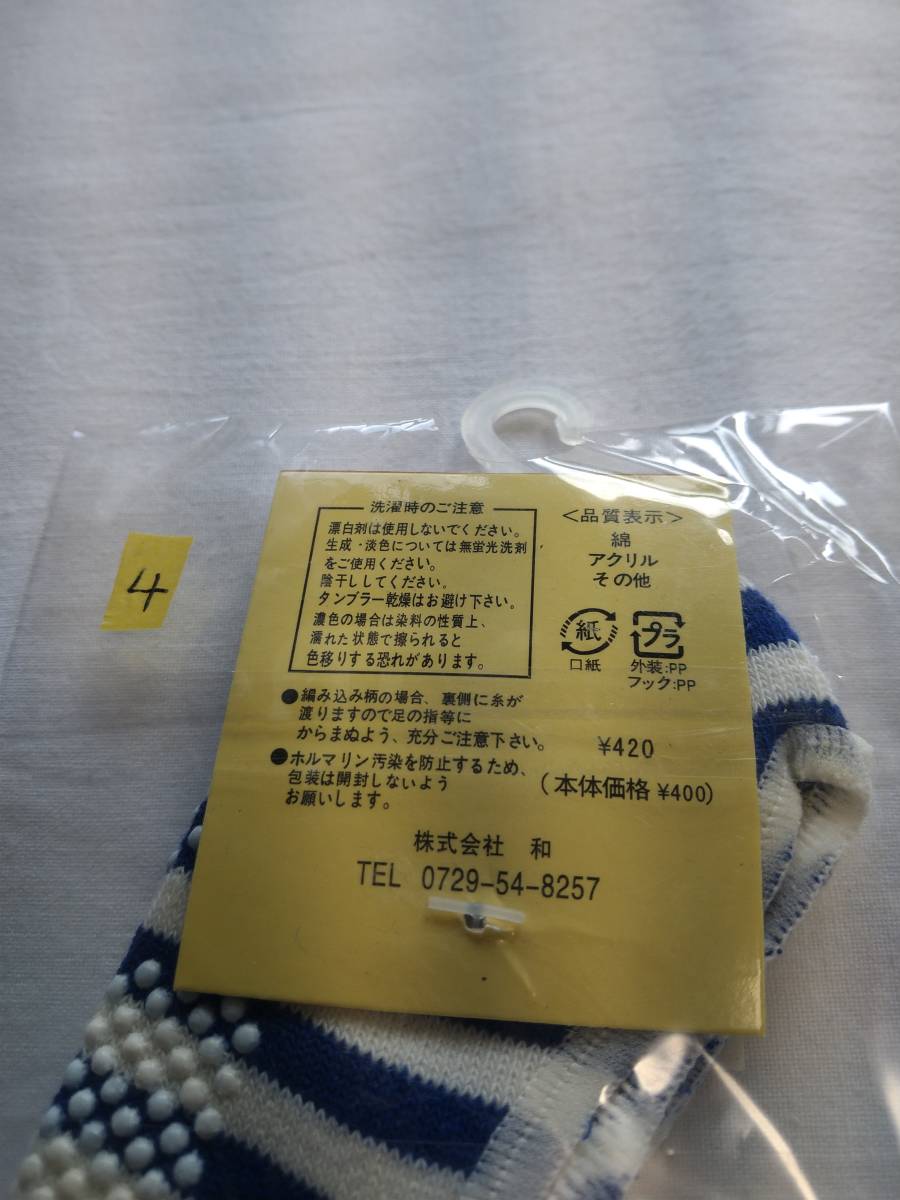 4
洗濯時のご注意
漂白剤は使用しないでください。
生成・淡色については無蛍光洗剤
をご使用ください。
陰干ししてください。
タンブラー乾燥はお避け下さい。
濃色の場合は染料の性質上、
濡れた状態で擦られると
色移りする恐れがあります。
<品質表示>
綿
アクリル
その他
紙
口紙
プラ
外装:PP
フック:PP
●編み込み柄の場合、裏側に糸が
渡りますので足の指等に
からまぬよう、充分ご注意下さい。
●ホルマリン汚染を防止するため、
包装は開封しないよう
お願いします。
¥420
(本体価格¥400)
株式会社 和
TEL 0729-54-8257